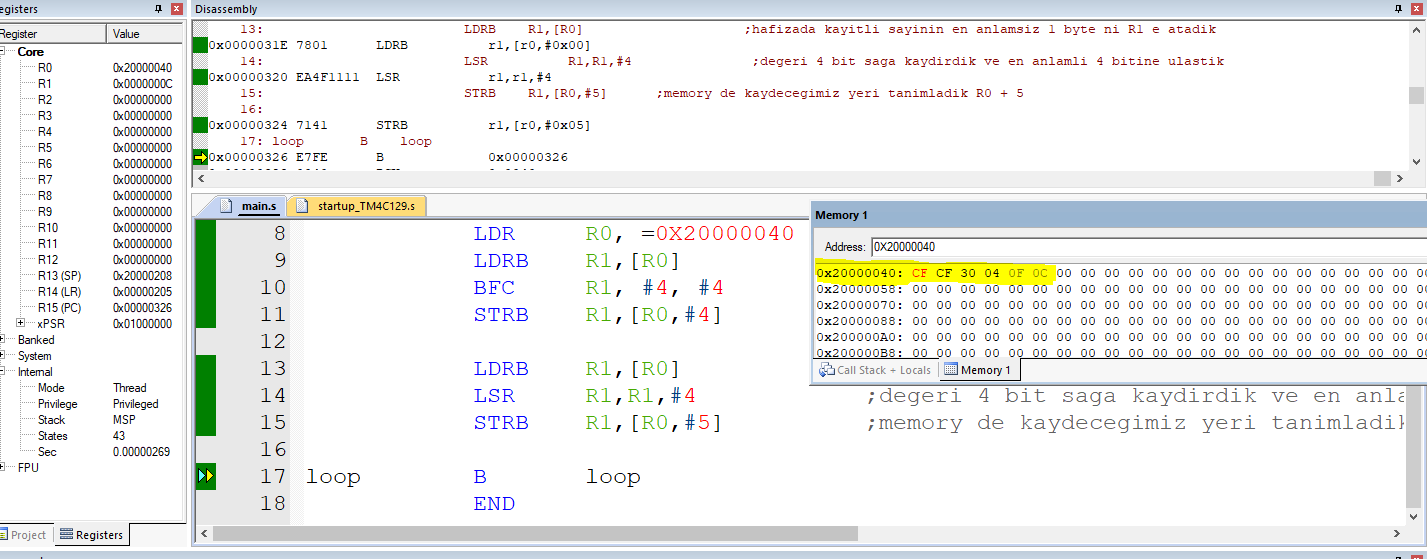 egisters
Register Value
Core
R0 0x20000040
R1 0x0000000C
R2 0x00000000
R3 0x00000000
R4 0x00000000
R5 0x00000000
R6 0x00000000
R7 0x00000000
R8 0x00000000
R9 0x00000000
R10 0x00000000
R11 0x00000000
R12 0x00000000
R13 (SP) 0x20000208
R14 (LR) 0x00000205
R15 (PC) 0x00000326
xPSR 0x01000000
Banked
System
Internal
Mode Thread
Privilege Privileged
Stack MSP
States 43
Sec 0.00000269
FPU
Project Registers
Disassembly
13: LDRB R1,[R0] ;hafizada kayitli sayinin en anlamsiz 1 byte ni R1 e atadik
0x0000031E 7801 LDRB r1,[r0,#0x00]
14: LSR R1,R1,#4 ;degeri 4 bit saga kaydirdik ve en anlamli 4 bitine ulastik
0x00000320 EA4F1111 LSR r1,r1,#4
15: STRB R1,[R0,#5] ;memory de kaydecegimiz yeri tanimladik R0 + 5
16:
0x00000324 7141 STRB r1,[r0,#0x05]
17: loop B loop
0x00000326 E7FE B 0x00000326
main.s startup_TM4C129.s
8 LDR R0, =0X20000040
9 LDRB R1,[R0]
10 BFC R1, #4, #4
11 STRB R1,[R0,#4]
12
13 LDRB R1,[R0]
14 LSR R1,R1,#4 ;degeri 4 bit saga kaydirdik ve en anla
15 STRB R1,[R0,#5] ;memory de kaydecegimiz yeri tanimladik
16
17 loop B loop
18 END
Memory 1
Address: 0X20000040
0x20000040: CF CF 30 04 0F 0C 00 00 00 00 00 00 00 00 00 00 00 00 00 00 00 00
0x20000058: 00 00 00 00 00 00 00 00 00 00 00 00 00 00 00 00 00 00 00 00 00 00
0x20000070: 00 00 00 00 00 00 00 00 00 00 00 00 00 00 00 00 00 00 00 00 00 00
0x20000088: 00 00 00 00 00 00 00 00 00 00 00 00 00 00 00 00 00 00 00 00 00 00
0x200000A0: 00 00 00 00 00 00 00 00 00 00 00 00 00 00 00 00 00 00 00 00 00 00
0x200000B8: 00 00 00 00 00 00 00 00 00 00 00 00 00 00 00 00 00 00 00 00 00 00
Call Stack + Locals Memory 1